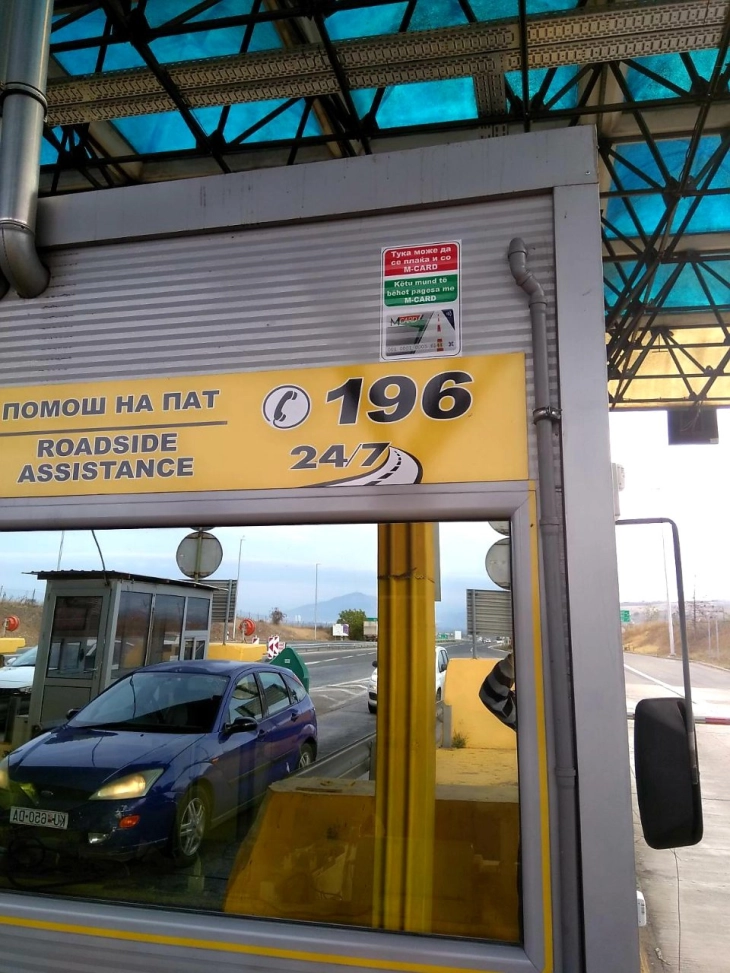 Тука може да
се плаќа и со
M-CARD
Këtu mund të
bëhet pagesa me
M-CARD
ПОМОШ НА ПАТ
196
ROADSIDE
ASSISTANCE
24/7